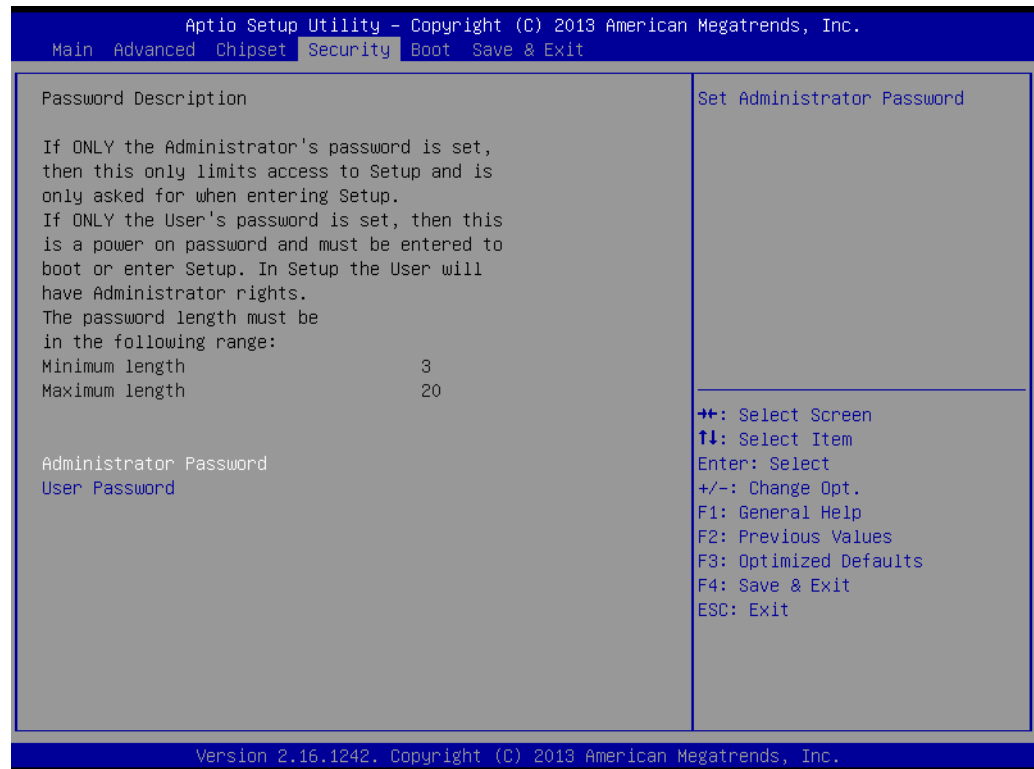 Aptio Setup Utility – Copyright (C) 2013 American Megatrends, Inc.
Main Advanced Chipset Security Boot Save & Exit
Password Description
If ONLY the Administrator's password is set,
then this only limits access to Setup and is
only asked for when entering Setup.
If ONLY the User's password is set, then this
is a power on password and must be entered to
boot or enter Setup. In Setup the User will
have Administrator rights.
The password length must be
in the following range:
Minimum length 3
Maximum length 20
Administrator Password
User Password
Set Administrator Password
→←: Select Screen
↑↓: Select Item
Enter: Select
+/-: Change Opt.
F1: General Help
F2: Previous Values
F3: Optimized Defaults
F4: Save & Exit
ESC: Exit
Version 2.16.1242. Copyright (C) 2013 American Megatrends, Inc.